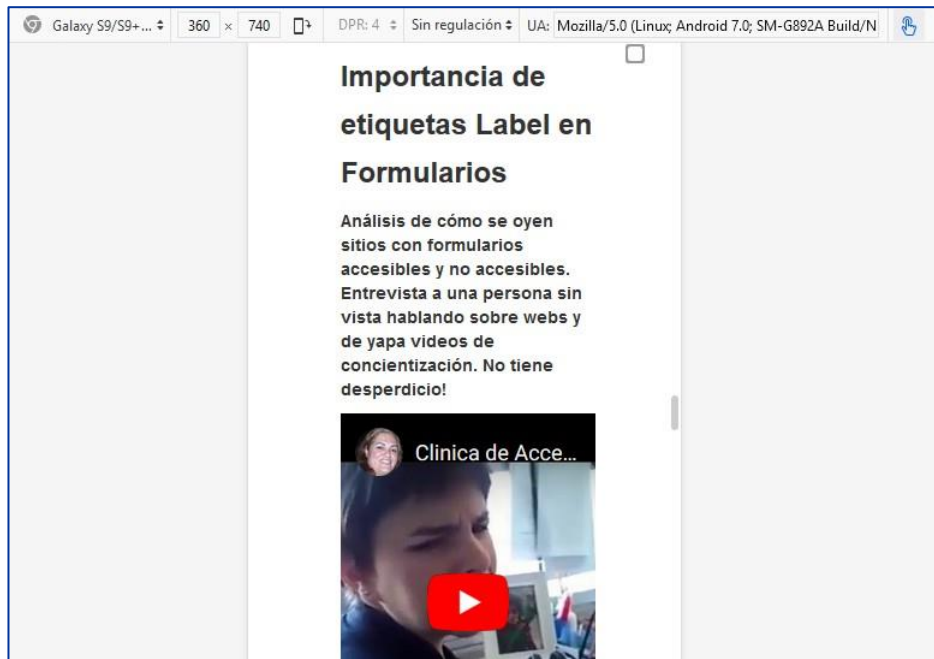 Galaxy S9/S9+... 360 × 740 DPR: 4 Sin regulación UA: Mozilla/5.0 (Linux; Android 7.0; SM-G892A Build/N
Importancia de
etiquetas Label en
Formularios
Análisis de cómo se oyen
sitios con formularios
accesibles y no accesibles.
Entrevista a una persona sin
vista hablando sobre webs y
de yapa videos de
concientización. No tiene
desperdicio!
Clinica de Acce...